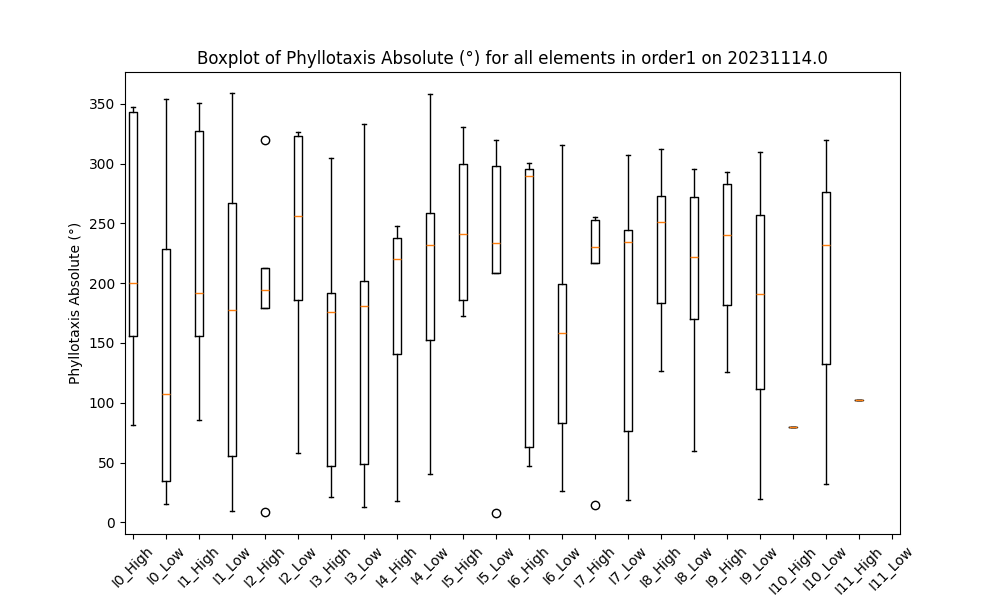 Boxplot of Phyllotaxis Absolute (°) for all elements in order1 on 20231114.0
Phyllotaxis Absolute (°)
350
300
250
200
150
100
50
0
I0_High
I0_Low
I1_High
I1_Low
I2_High
I2_Low
I3_High
I3_Low
I4_High
I4_Low
I5_High
I5_Low
I6_High
I6_Low
I7_High
I7_Low
I8_High
I8_Low
I9_High
I9_Low
I10_High
I10_Low
I11_High
I11_Low